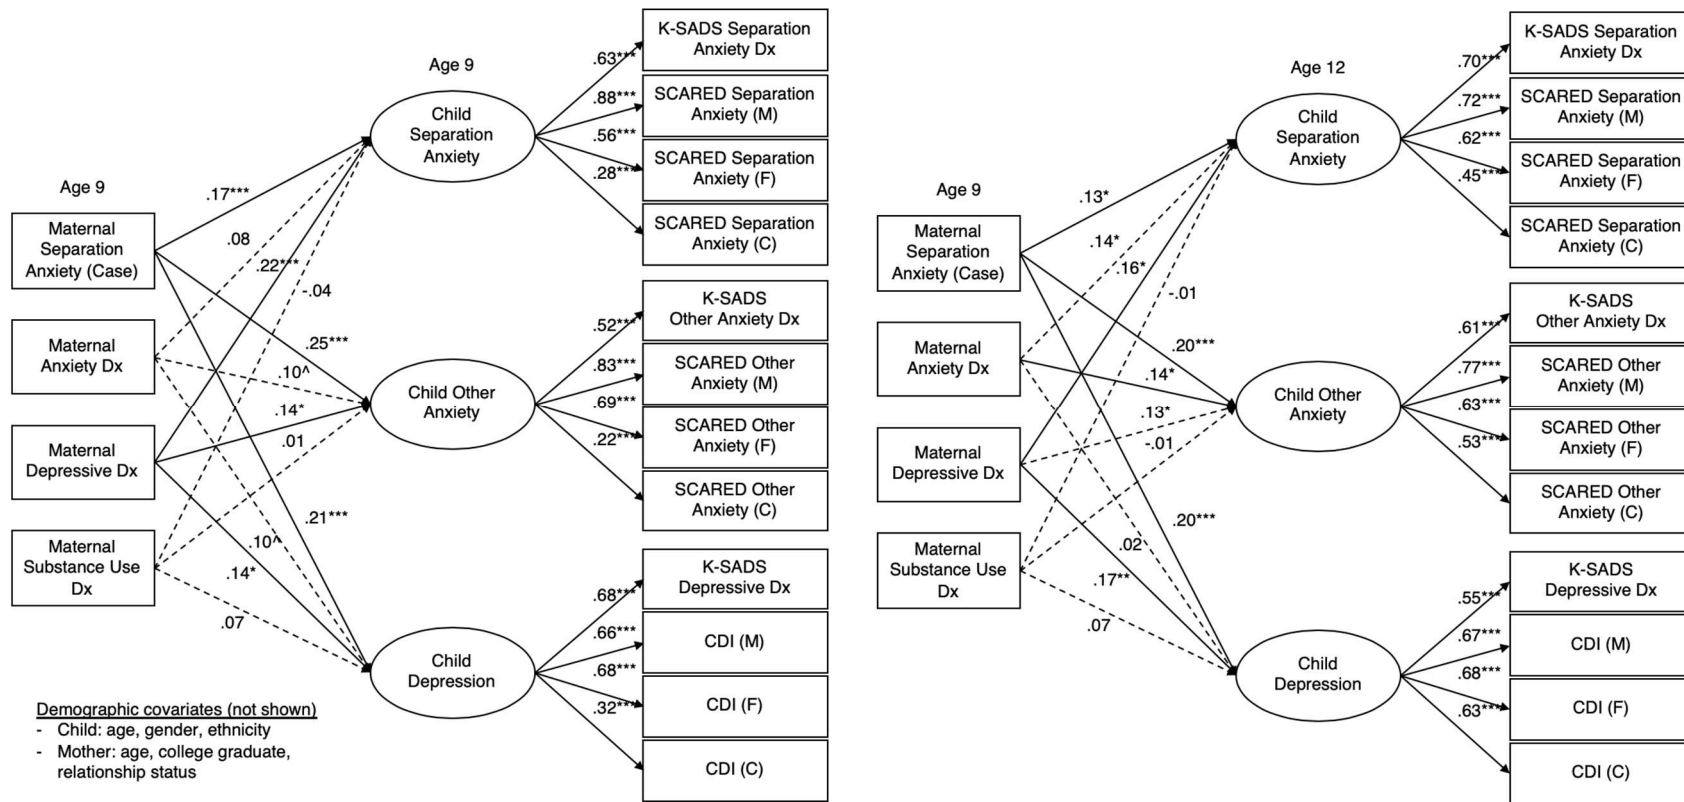 Age 9
Maternal
Separation
Anxiety (Case)
Maternal
Anxiety Dx
Maternal
Depressive Dx
Maternal
Substance Use
Dx
.17***
.08
.22***
-.04
.25***
.10^
.14*
.01
.21***
.10^
.14*
.07
Age 9
Child
Separation
Anxiety
Child Other
Anxiety
Child
Depression
.63***
.88***
.56***
.28***
.52***
.83***
.69***
.22***
.68***
.66***
.68***
.32***
K-SADS Separation
Anxiety Dx
SCARED Separation
Anxiety (M)
SCARED Separation
Anxiety (F)
SCARED Separation
Anxiety (C)
K-SADS
Other Anxiety Dx
SCARED Other
Anxiety (M)
SCARED Other
Anxiety (F)
SCARED Other
Anxiety (C)
K-SADS
Depressive Dx
CDI (M)
CDI (F)
CDI (C)
Demographic covariates (not shown)
- Child: age, gender, ethnicity
- Mother: age, college graduate,
relationship status
Age 9
Maternal
Separation
Anxiety (Case)
Maternal
Anxiety Dx
Maternal
Depressive Dx
Maternal
Substance Use
Dx
.13*
.14*
.16*
-.01
.20***
.14*
.13*
-.01
.20***
.02
.17**
.07
Age 12
Child
Separation
Anxiety
Child Other
Anxiety
Child
Depression
.70***
.72***
.62***
.45***
.61***
.77***
.63***
.53***
.55***
.67***
.68***
.63***
K-SADS Separation
Anxiety Dx
SCARED Separation
Anxiety (M)
SCARED Separation
Anxiety (F)
SCARED Separation
Anxiety (C)
K-SADS
Other Anxiety Dx
SCARED Other
Anxiety (M)
SCARED Other
Anxiety (F)
SCARED Other
Anxiety (C)
K-SADS
Depressive Dx
CDI (M)
CDI (F)
CDI (C)